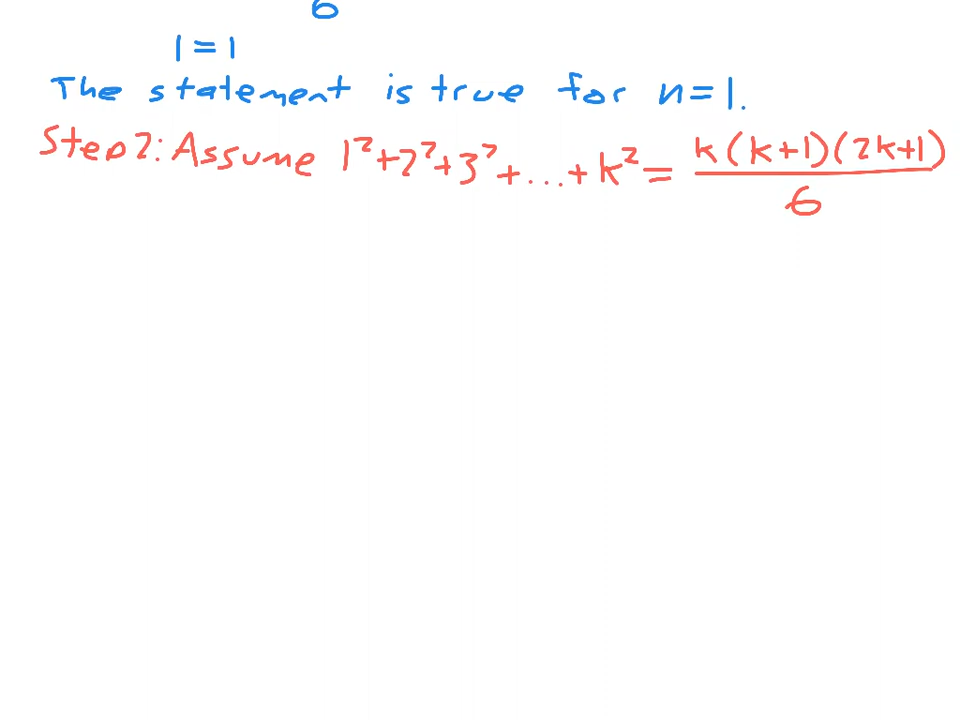 6
1 = 1
The statement is true for n = 1.
Step 2: Assume 1² + 2² + 3² + ... + k² = k(k+1)(2k+1)
6